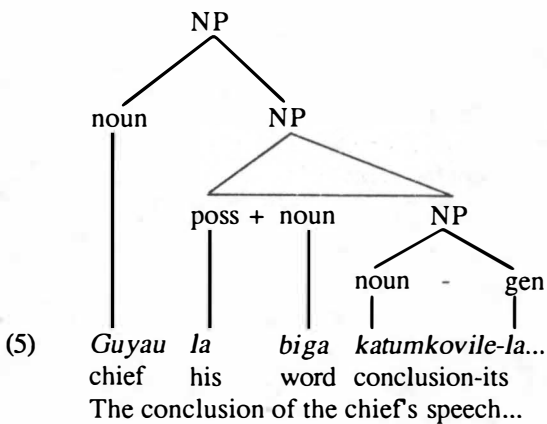 NP
noun NP
poss + noun NP
noun - gen
(5) Guyau la biga katumkovile-la...
chief his word conclusion-its
The conclusion of the chief's speech...